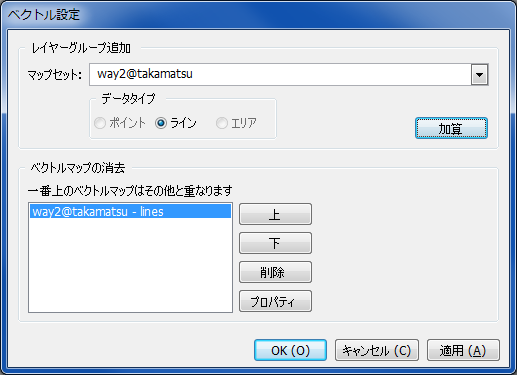 ベクトル設定
レイヤーグループ追加
マップセット: way2@takamatsu
データタイプ
ポイント ライン エリア
加算
ベクトルマップの消去
一番上のベクトルマップはその他と重なります
way2@takamatsu - lines
上
下
削除
プロパティ
OK (O) キャンセル (C) 適用 (A)